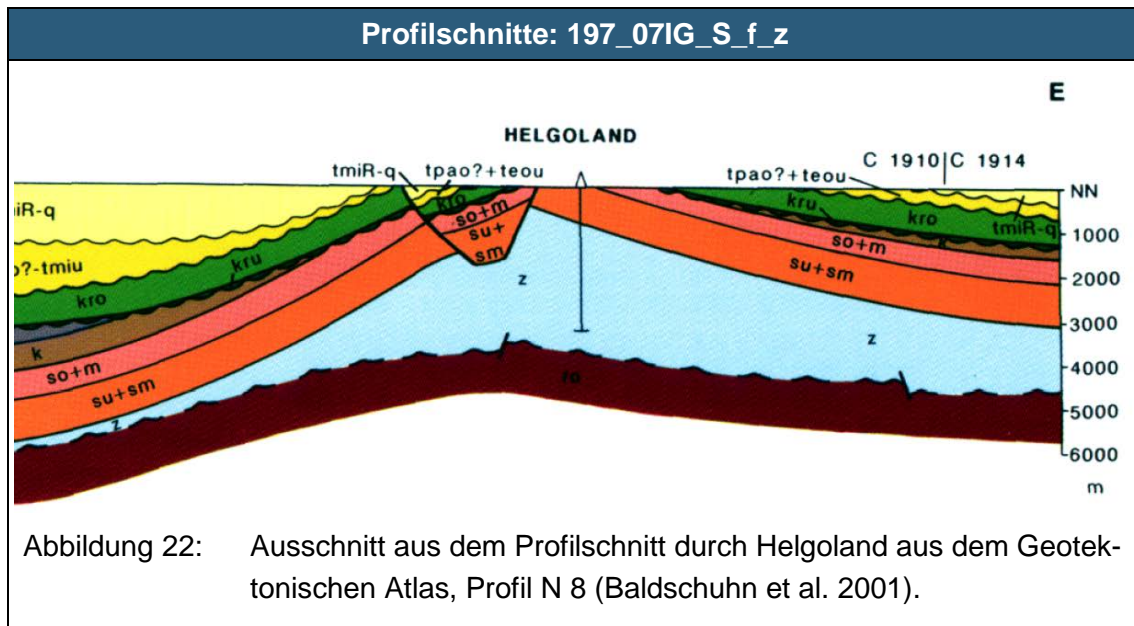 Profilschnitte: 197_07IG_S_f_z
E
HELGOLAND
tmiR-q
tpao?+teou
tpao?+teou
C 1910|C 1914
NN
iR-q
kro
kru
kro
tmiR-q
so+m
so+m
k
1000
su+
sm
su+sm
o?-tmiu
kru
2000
kro
z
3000
k
z
so+m
4000
su+sm
ro
z
5000
6000
m
Abbildung 22: Ausschnitt aus dem Profilschnitt durch Helgoland aus dem Geotek-
tonischen Atlas, Profil N 8 (Baldschuhn et al. 2001).